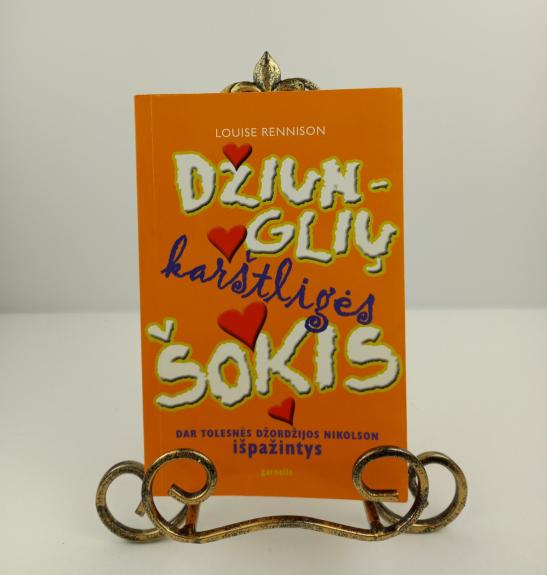 LOUISE RENNISON
DŽIUN-
GLIŲ
karštligės
ŠOKIS
DAR TOLESNĖS DŽORDŽIJOS NIKOLSON
išpažintys
garnelis